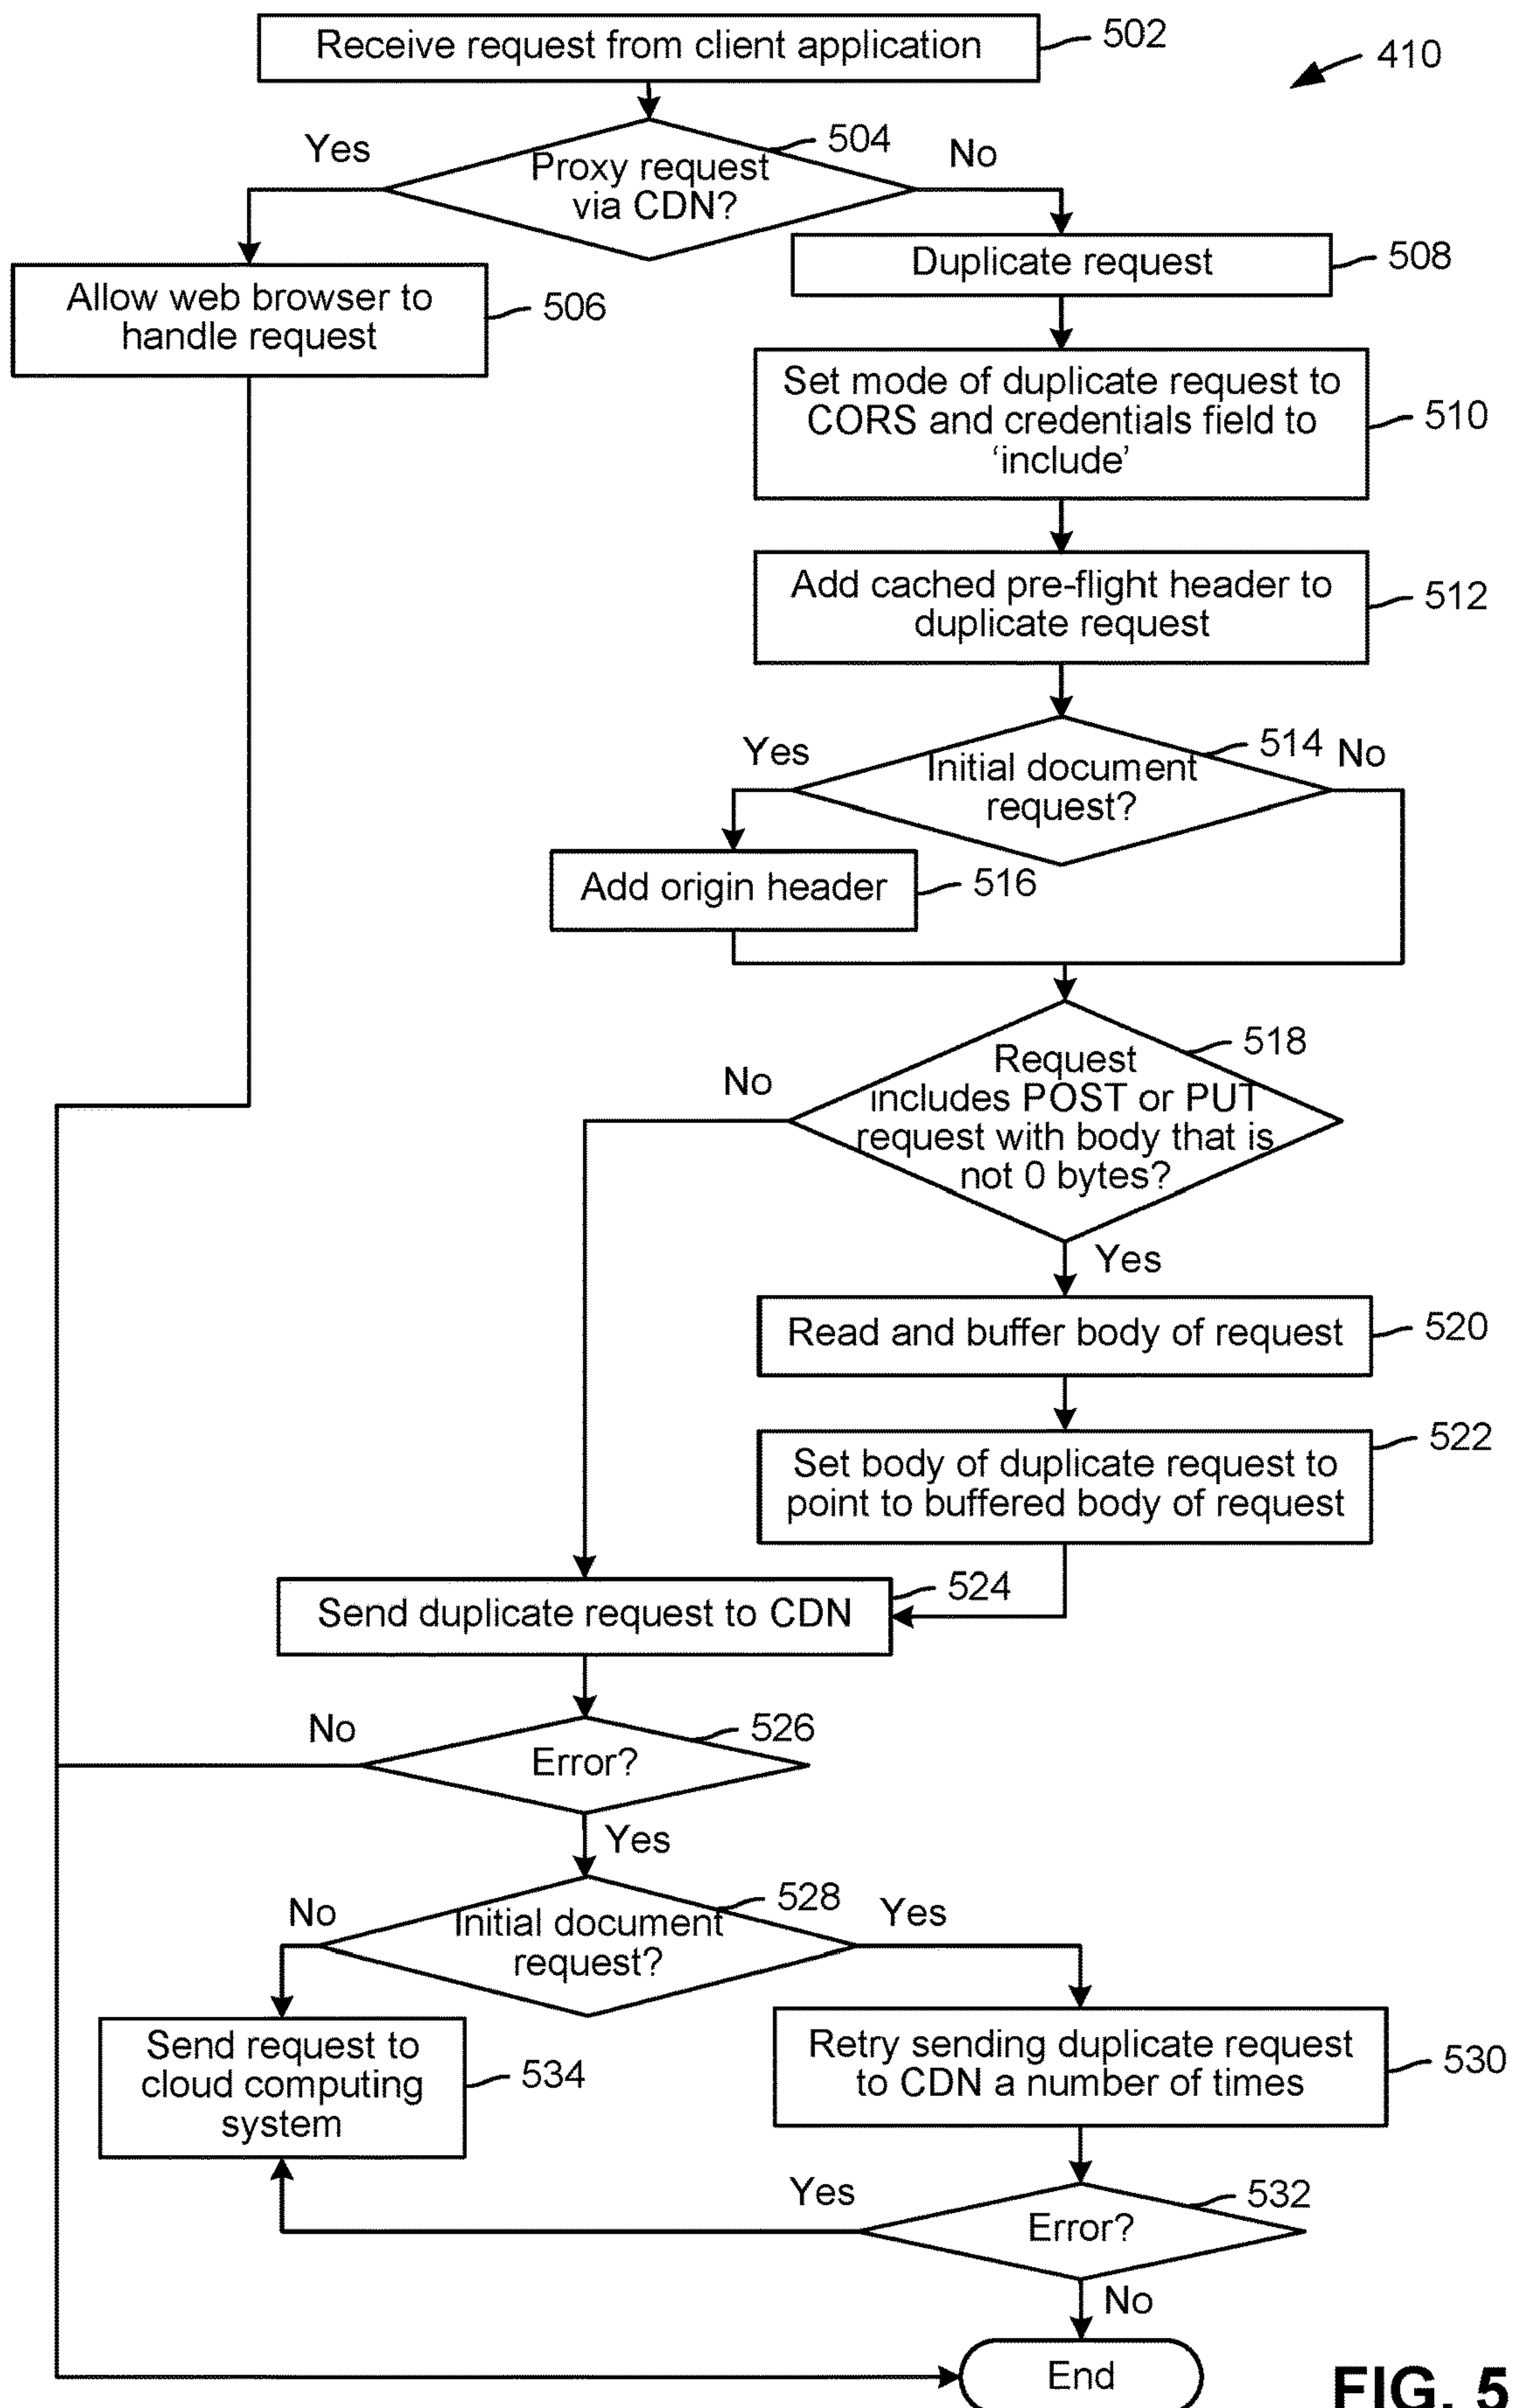 Receive request from client application
502
410
504
Yes
Proxy request
via CDN?
No
Allow web browser to
handle request
506
Duplicate request
508
Set mode of duplicate request to
CORS and credentials field to
‘include’
510
Add cached pre-flight header to
duplicate request
512
Yes
514
No
Initial document
request?
Add origin header
516
518
No
Request
includes POST or PUT
request with body that is
not 0 bytes?
Yes
Read and buffer body of request
520
Set body of duplicate request to
point to buffered body of request
522
Send duplicate request to CDN
524
No
526
Error?
Yes
No
528
Yes
Initial document
request?
Send request to
cloud computing
system
534
Retry sending duplicate request
to CDN a number of times
530
Yes
532
Error?
No
End
FIG. 5